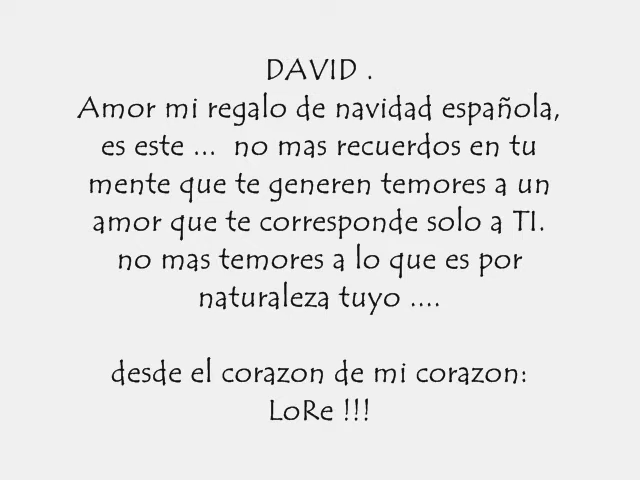 DAVID .
Amor mi regalo de navidad española,
es este ... no mas recuerdos en tu
mente que te generen temores a un
amor que te corresponde solo a TI.
no mas temores a lo que es por
naturaleza tuyo ....
desde el corazon de mi corazon:
LoRe !!!